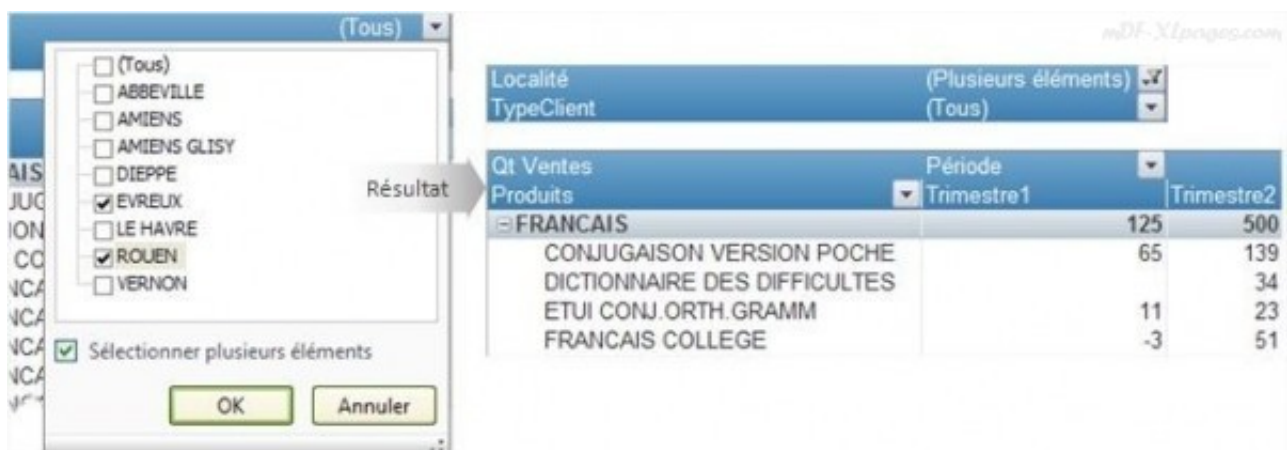 (Tous)
(Tous)
ABBEVILLE
AMIENS
AMIENS GLISY
DIEPPE
EVREUX
LE HAVRE
ROUEN
VERNON
Sélectionner plusieurs éléments
OK Annuler
Résultat
mDF-XLpages.com
Localité (Plusieurs éléments)
TypeClient (Tous)
Qt Ventes Période
Produits Trimestre1 Trimestre2
FRANCAIS 125 500
CONJUGAISON VERSION POCHE 65 139
DICTIONNAIRE DES DIFFICULTES 34
ETUI CONJ.ORTH.GRAMM 11 23
FRANCAIS COLLEGE -3 51